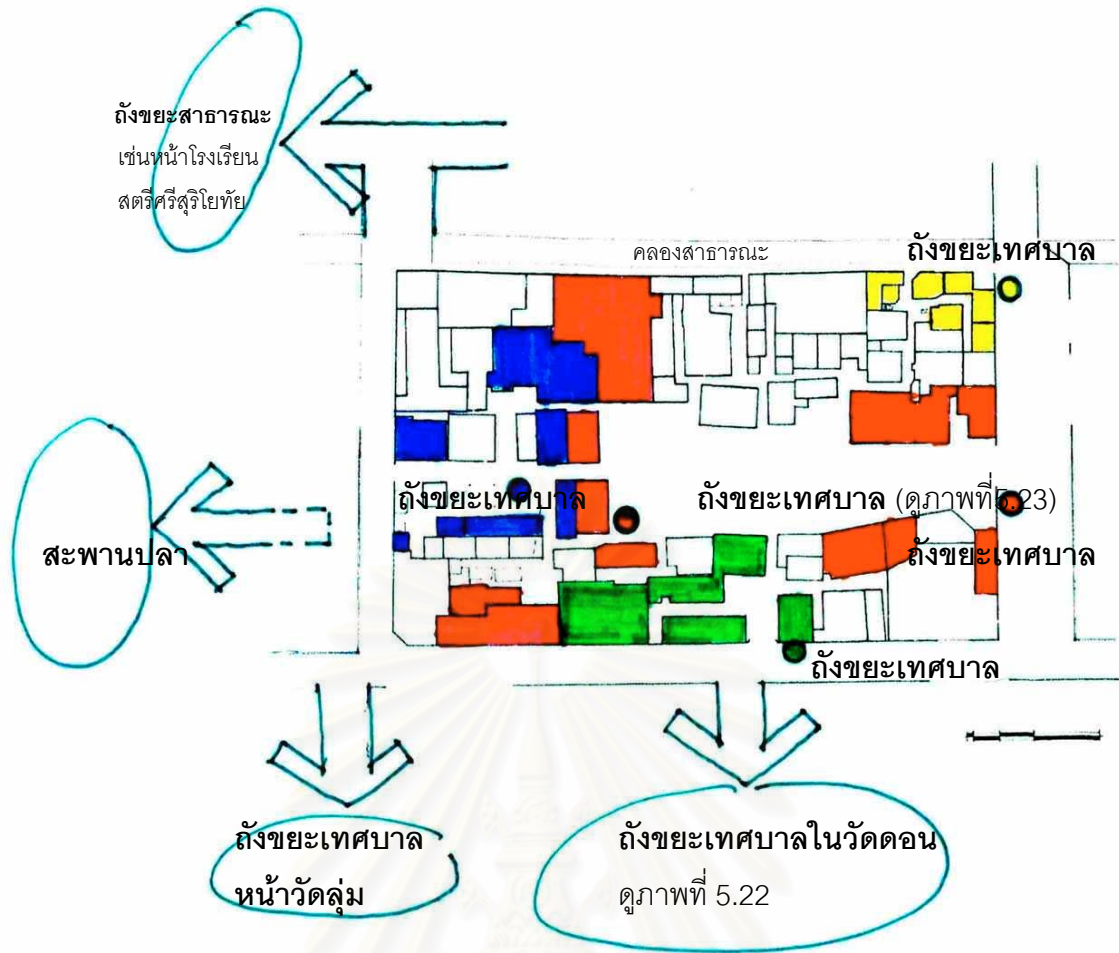 ถังขยะสาธารณะ
เช่นหน้าโรงเรียน
สตรีศรีสุริโยทัย
คลองสาธารณะ
ถังขยะเทศบาล
ถังขยะเทศบาล
ถังขยะเทศบาล (ดูภาพที่5.23)
สะพานปลา
ถังขยะเทศบาล
ถังขยะเทศบาล
ถังขยะเทศบาล
หน้าวัดลุ่ม
ถังขยะเทศบาลในวัดดอน
ดูภาพที่ 5.22